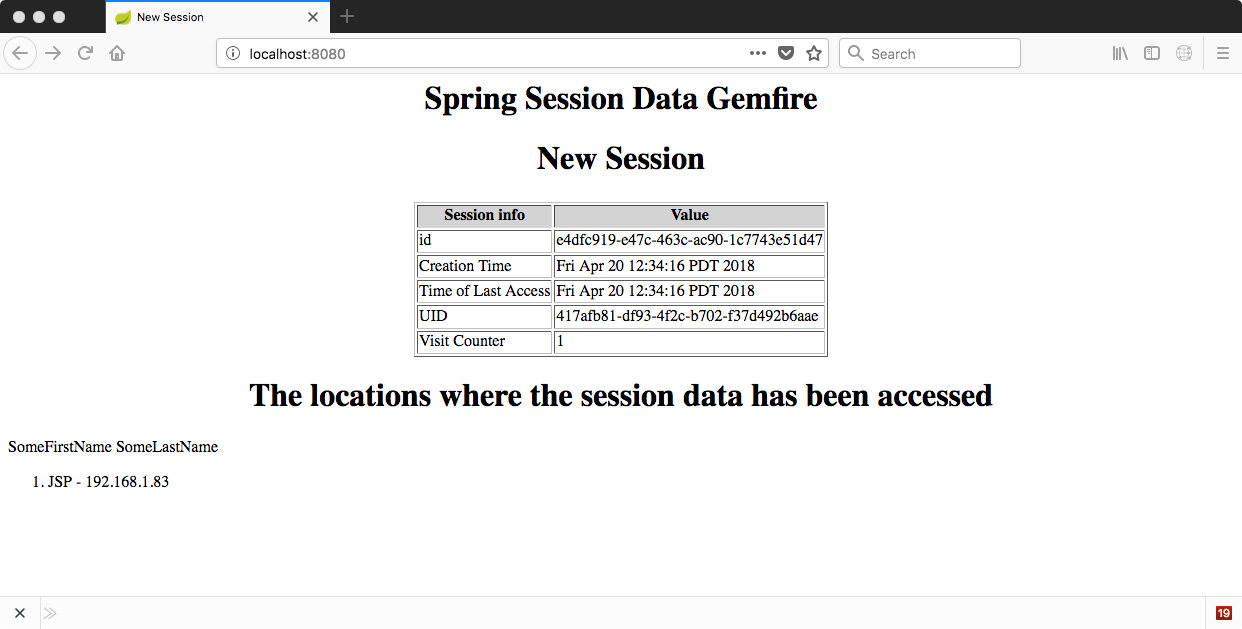 New Session
localhost:8080
Search
Spring Session Data Gemfire
New Session
Session info Value
id e4dfc919-e47c-463c-ac90-1c7743e51d47
Creation Time Fri Apr 20 12:34:16 PDT 2018
Time of Last Access Fri Apr 20 12:34:16 PDT 2018
UID 417afb81-df93-4f2c-b702-f37d492b6aae
Visit Counter 1
The locations where the session data has been accessed
SomeFirstName SomeLastName
1. JSP - 192.168.1.83
19